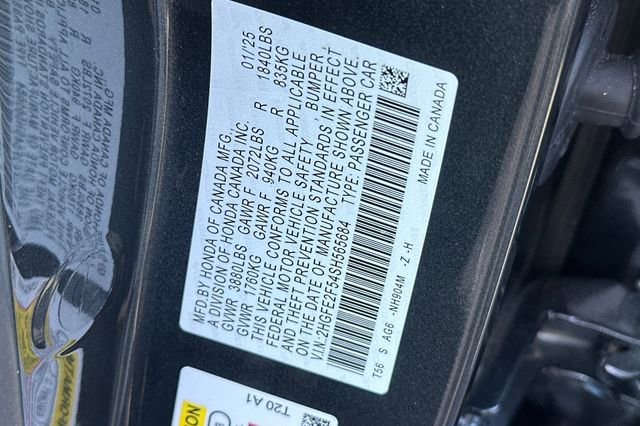 MFD. BY HONDA OF CANADA MFG., 01/25
A DIVISION OF HONDA CANADA INC.
GVWR 3880LBS GAWR F 2072LBS R 1840LBS
GVWR 1760KG GAWR F 940KG R 835KG
THIS VEHICLE CONFORMS TO ALL APPLICABLE
FEDERAL MOTOR VEHICLE SAFETY , BUMPER
AND THEFT PREVENTION STANDARDS IN EFFECT
ON THE DATE OF MANUFACTURE SHOWN ABOVE.
V.I.N: 2HGFE2F54SH565684 TYPE: PASSENGER CAR
T56 S AG6 -NH904M -Z -H MADE IN CANADA
T20 A1